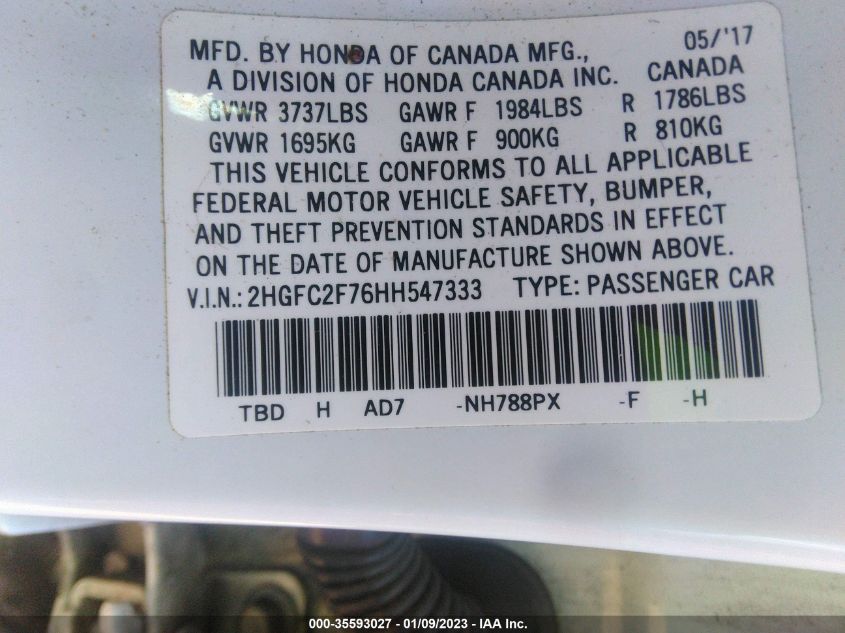 MFD. BY HONDA OF CANADA MFG., 05/'17
A DIVISION OF HONDA CANADA INC. CANADA
GVWR 3737LBS GAWR F 1984LBS R 1786LBS
GVWR 1695KG GAWR F 900KG R 810KG
THIS VEHICLE CONFORMS TO ALL APPLICABLE
FEDERAL MOTOR VEHICLE SAFETY, BUMPER,
AND THEFT PREVENTION STANDARDS IN EFFECT
ON THE DATE OF MANUFACTURE SHOWN ABOVE.
V.I.N.: 2HGFC2F76HH547333 TYPE: PASSENGER CAR
TBD H AD7 -NH788PX -F -H
000-35593027 - 01/09/2023 - IAA Inc.